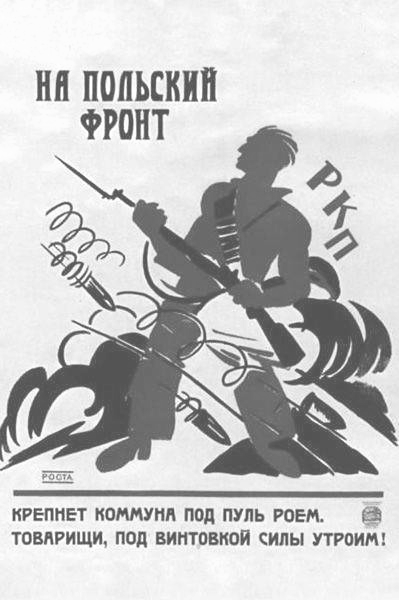 НА ПОЛЬСКИЙ
ФРОНТ
РКП
РОСТА
КРЕПНЕТ КОММУНА ПОД ПУЛЬ РОЕМ.
ТОВАРИЩИ, ПОД ВИНТОВКОЙ СИЛЫ УТРОИМ!